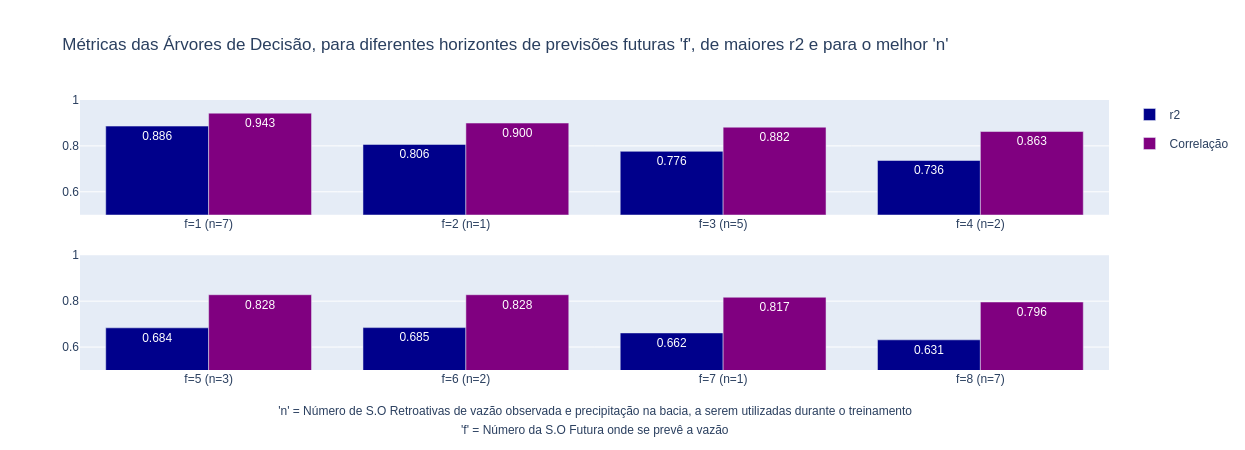 Métricas das Árvores de Decisão, para diferentes horizontes de previsões futuras 'f', de maiores r2 e para o melhor 'n'
r2
Correlação
1
0.8
0.6
0.886
0.943
0.806
0.900
0.776
0.882
0.736
0.863
f=1 (n=7)
f=2 (n=1)
f=3 (n=5)
f=4 (n=2)
1
0.8
0.6
0.684
0.828
0.685
0.828
0.662
0.817
0.631
0.796
f=5 (n=3)
f=6 (n=2)
f=7 (n=1)
f=8 (n=7)
'n' = Número de S.O Retroativas de vazão observada e precipitação na bacia, a serem utilizadas durante o treinamento
'f' = Número da S.O Futura onde se prevê a vazão